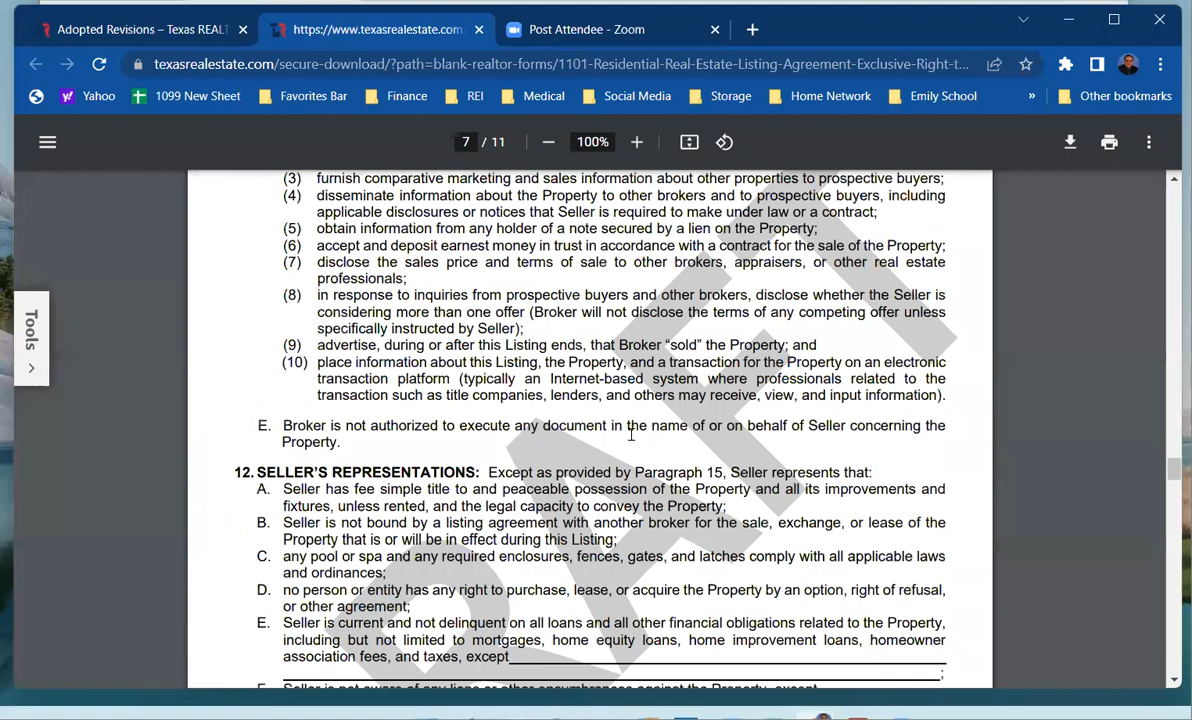 Adopted Revisions – Texas REALT
https://www.texasrealestate.com
Post Attendee - Zoom
texasrealestate.com/secure-download/?path=blank-realtor-forms/1101-Residential-Real-Estate-Listing-Agreement-Exclusive-Right-t...
Yahoo
1099 New Sheet
Favorites Bar
Finance
REI
Medical
Social Media
Storage
Home Network
Emily School
»
Other bookmarks
7 / 11
100%
Tools
DRAFT
(3) furnish comparative marketing and sales information about other properties to prospective buyers;
(4) disseminate information about the Property to other brokers and to prospective buyers, including
applicable disclosures or notices that Seller is required to make under law or a contract;
(5) obtain information from any holder of a note secured by a lien on the Property;
(6) accept and deposit earnest money in trust in accordance with a contract for the sale of the Property;
(7) disclose the sales price and terms of sale to other brokers, appraisers, or other real estate
professionals;
(8) in response to inquiries from prospective buyers and other brokers, disclose whether the Seller is
considering more than one offer (Broker will not disclose the terms of any competing offer unless
specifically instructed by Seller);
(9) advertise, during or after this Listing ends, that Broker “sold” the Property; and
(10) place information about this Listing, the Property, and a transaction for the Property on an electronic
transaction platform (typically an Internet-based system where professionals related to the
transaction such as title companies, lenders, and others may receive, view, and input information).
E. Broker is not authorized to execute any document in the name of or on behalf of Seller concerning the
Property.
12. SELLER’S REPRESENTATIONS: Except as provided by Paragraph 15, Seller represents that:
A. Seller has fee simple title to and peaceable possession of the Property and all its improvements and
fixtures, unless rented, and the legal capacity to convey the Property;
B. Seller is not bound by a listing agreement with another broker for the sale, exchange, or lease of the
Property that is or will be in effect during this Listing;
C. any pool or spa and any required enclosures, fences, gates, and latches comply with all applicable laws
and ordinances;
D. no person or entity has any right to purchase, lease, or acquire the Property by an option, right of refusal,
or other agreement;
E. Seller is current and not delinquent on all loans and all other financial obligations related to the Property,
including but not limited to mortgages, home equity loans, home improvement loans, homeowner
association fees, and taxes, except
;
F. Seller is not aware of any liens or other encumbrances against the Property, except